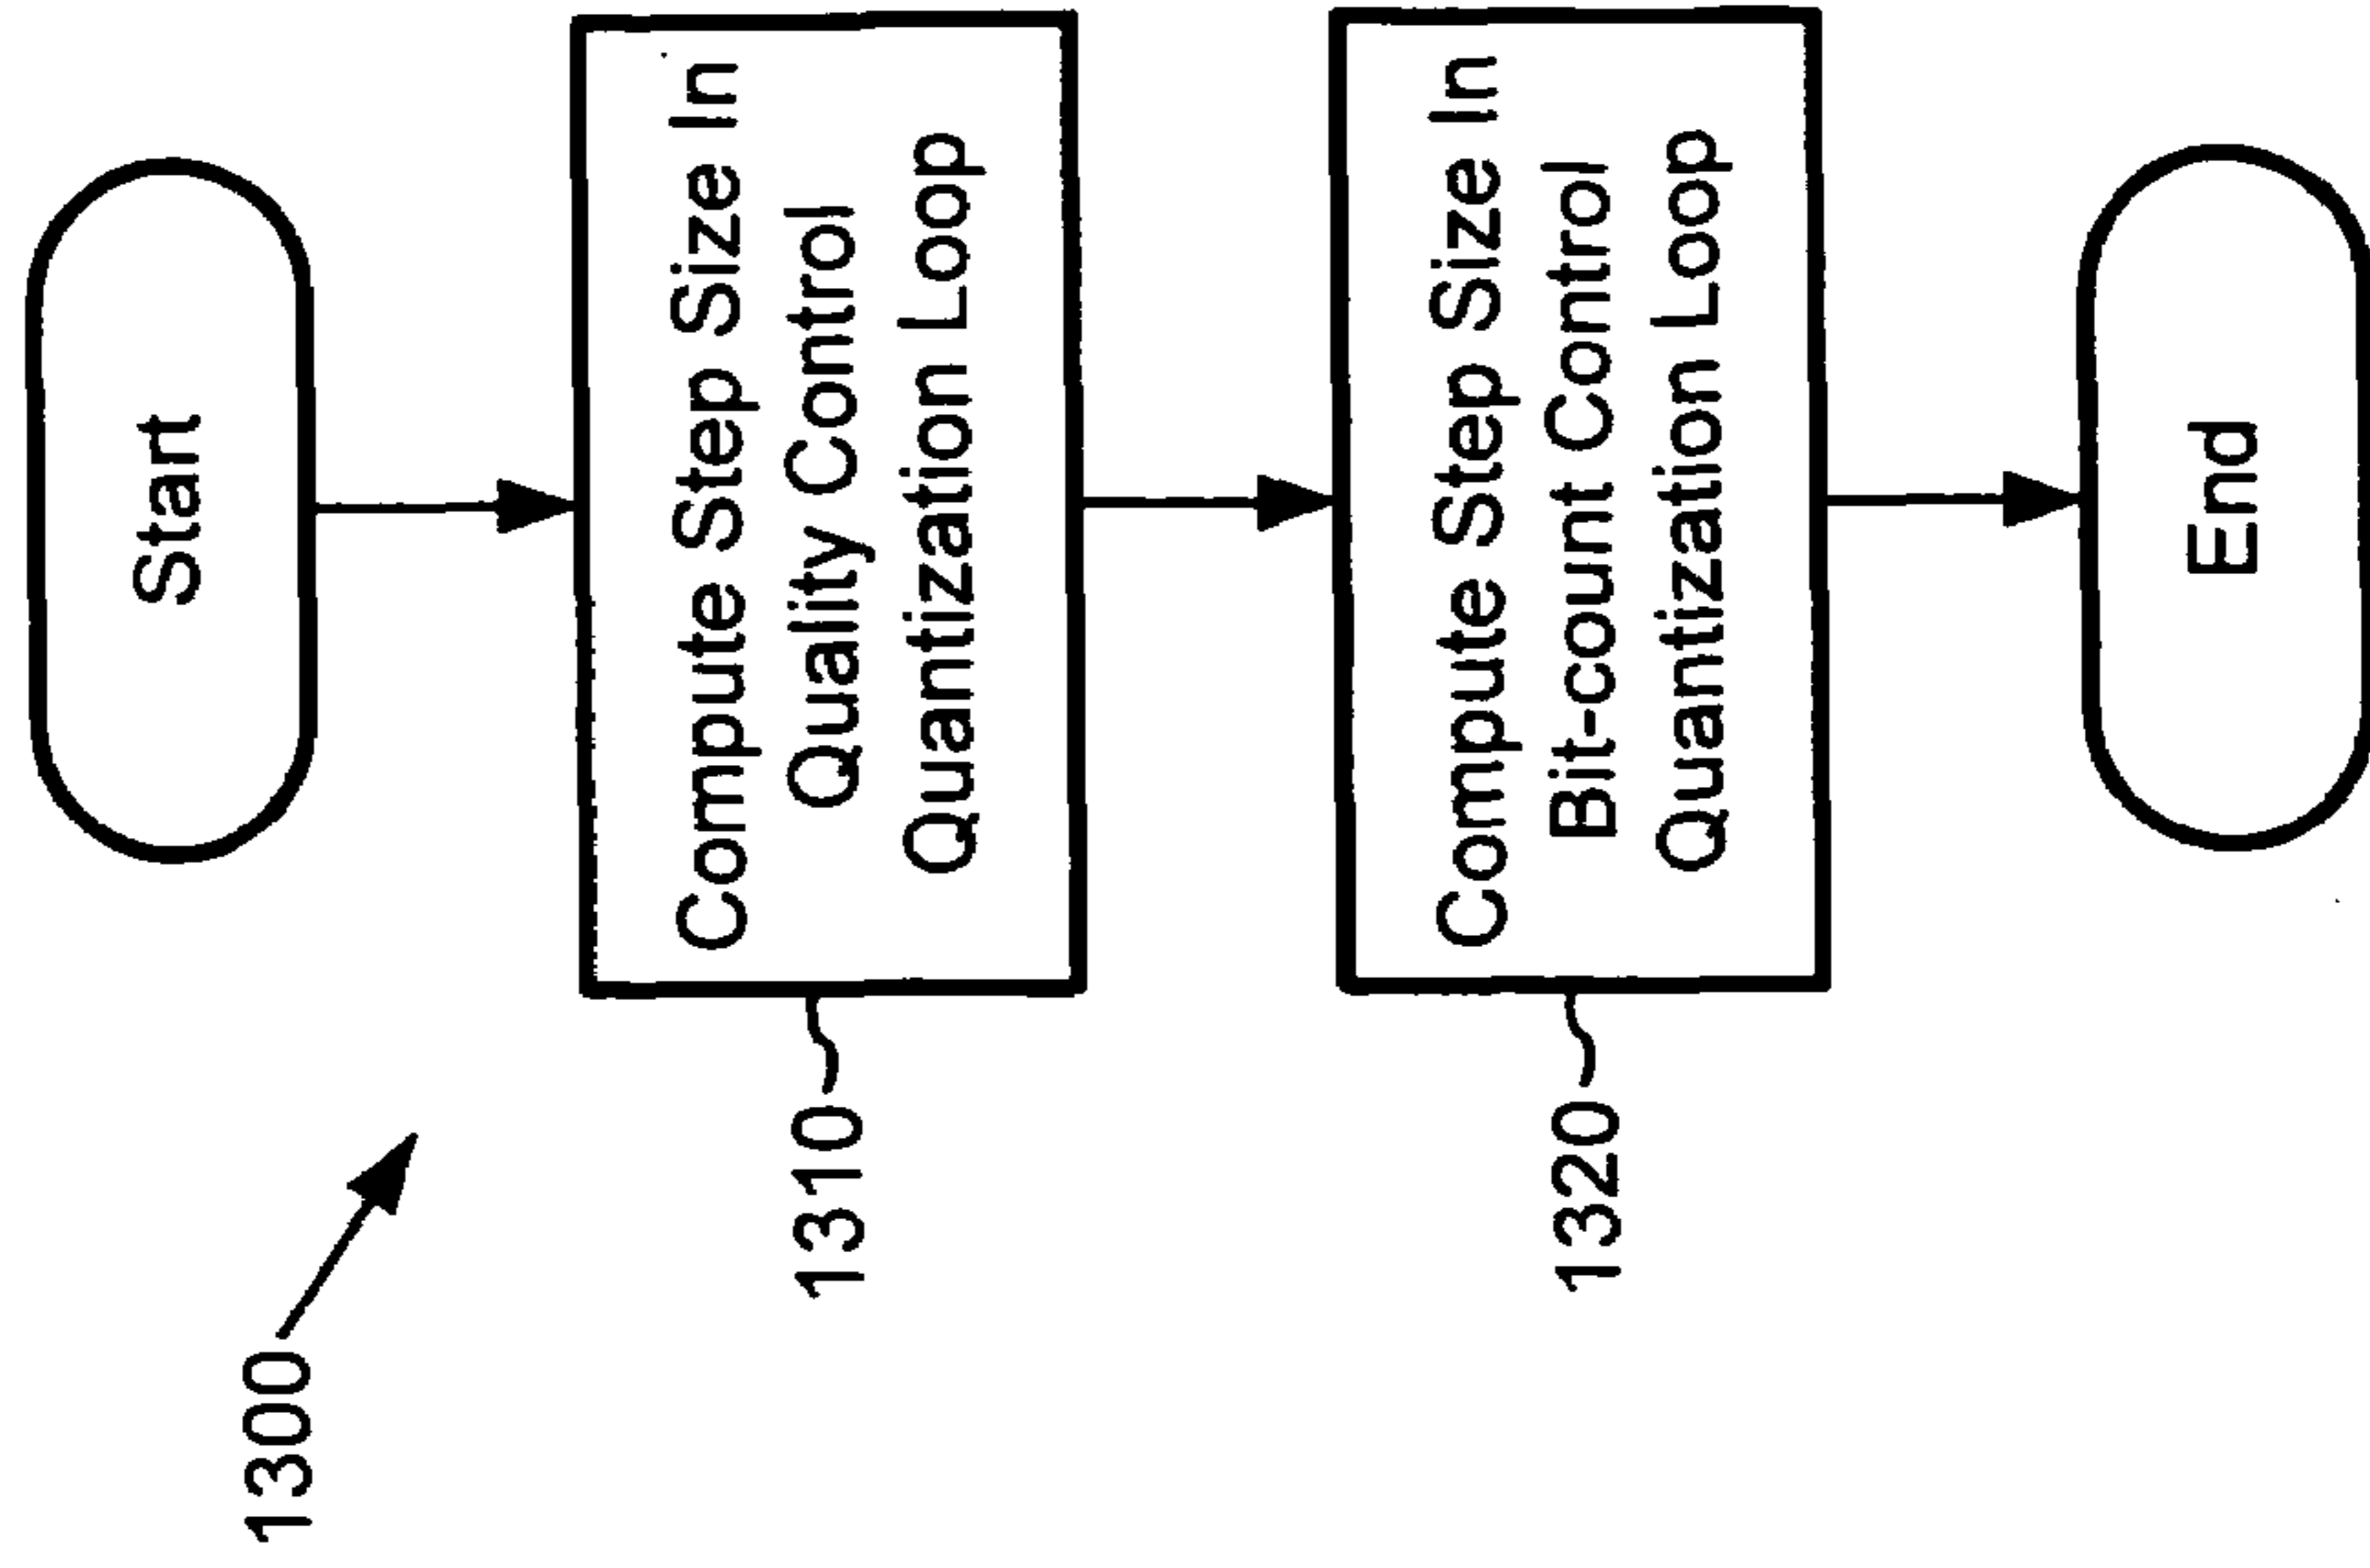 1300
Start
1310
Compute Step Size In
Quality Control
Quantization Loop
1320
Compute Step Size In
Bit-count Control
Quantization Loop
End